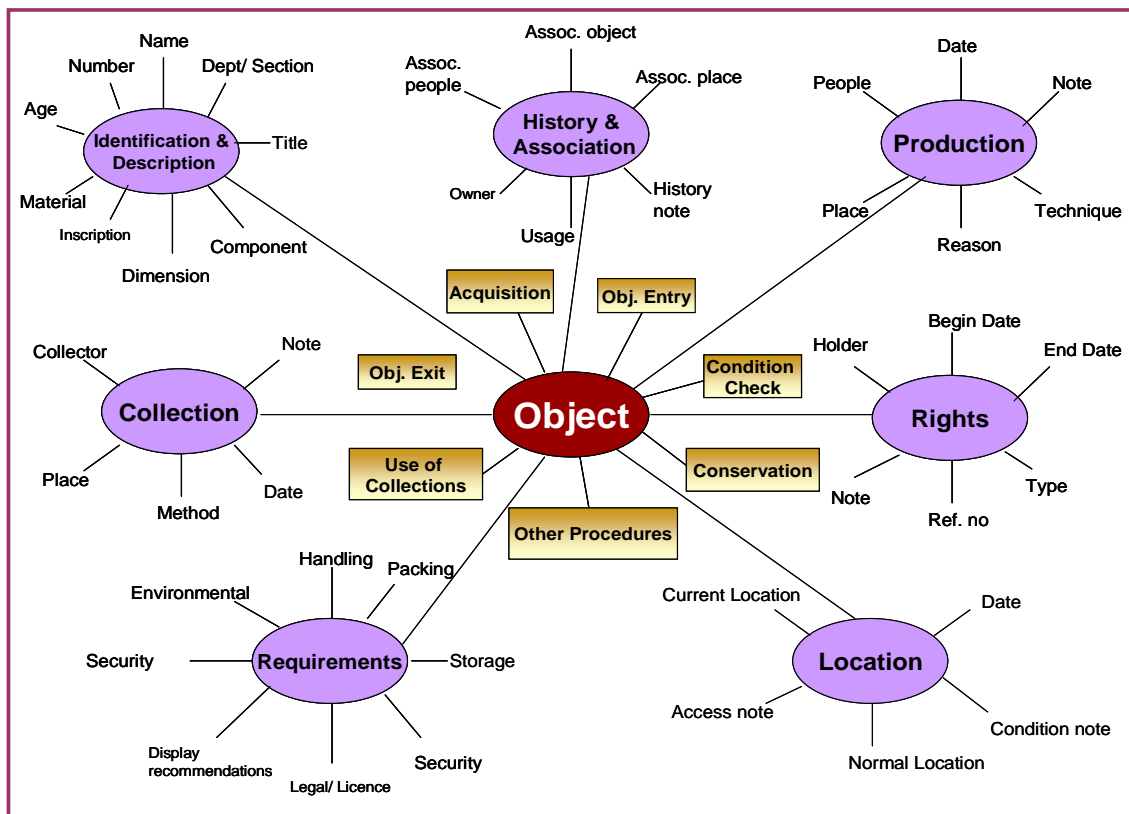 Name
Number
Dept/ Section
Age
Identification &
Description
Title
Material
Inscription
Component
Dimension
Assoc. object
Assoc.
people
Assoc. place
History &
Association
Owner
History
note
Usage
Date
People
Note
Production
Place
Technique
Reason
Acquisition
Obj. Entry
Obj. Exit
Condition
Check
Object
Use of
Collections
Conservation
Other Procedures
Collector
Note
Collection
Place
Method
Date
Begin Date
Holder
End Date
Rights
Note
Type
Ref. no
Handling
Packing
Environmental
Security
Requirements
Storage
Display
recommendations
Legal/ Licence
Security
Current Location
Date
Location
Access note
Condition note
Normal Location